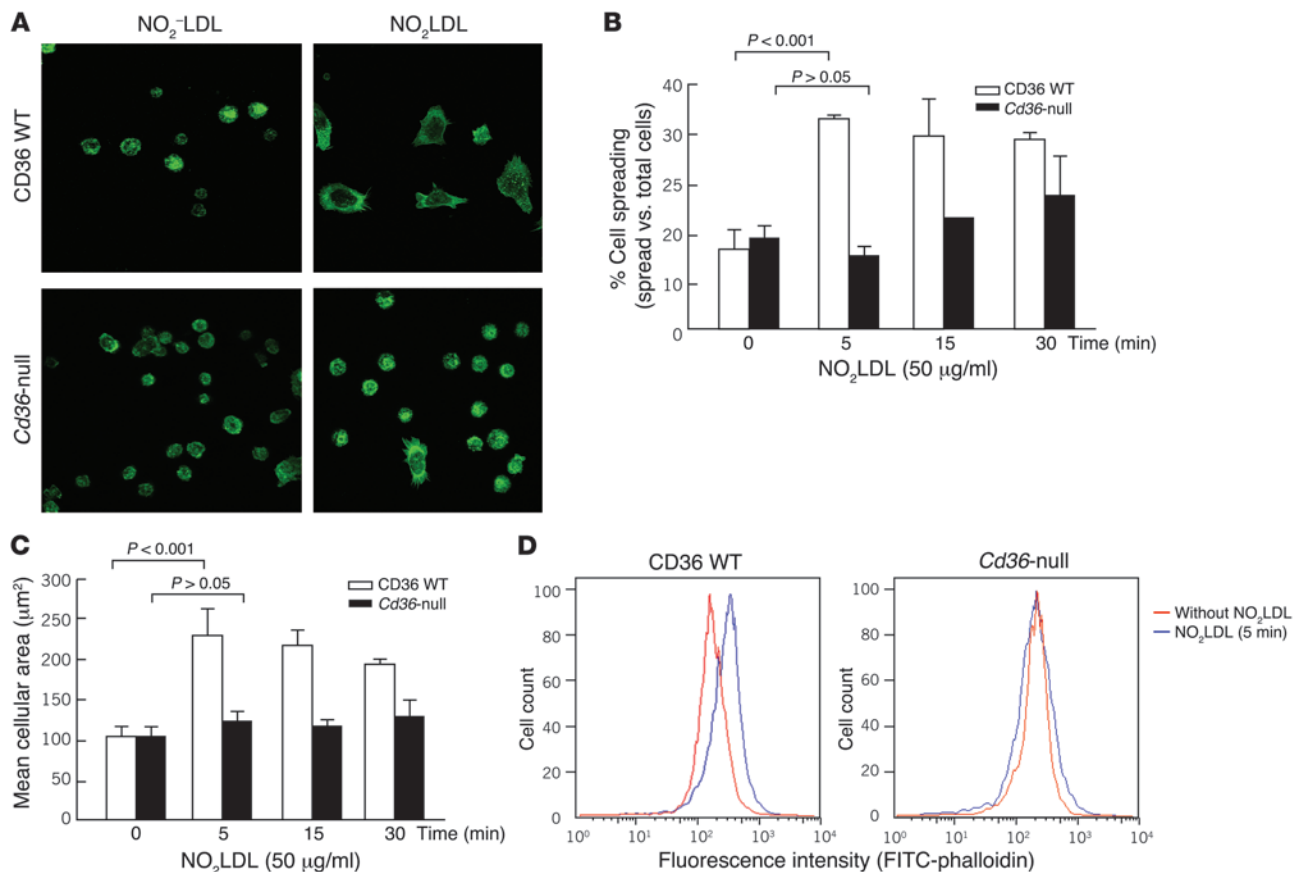 A
NO₂⁻LDL
NO₂LDL
CD36 WT
Cd36-null
B
P < 0.001
P > 0.05
CD36 WT
Cd36-null
% Cell spreading
(spread vs. total cells)
40
30
25
20
10
0
0 5 15 30 Time (min)
NO₂LDL (50 μg/ml)
C
P < 0.001
P > 0.05
CD36 WT
Cd36-null
Mean cellular area (μm²)
300
250
200
150
100
50
0
0 5 15 30 Time (min)
NO₂LDL (50 μg/ml)
D
CD36 WT
Cd36-null
Cell count
100
80
60
40
20
0
10⁰ 10¹ 10² 10³ 10⁴
Cell count
100
80
60
40
20
0
10⁰ 10¹ 10² 10³ 10⁴
Without NO₂LDL
NO₂LDL (5 min)
Fluorescence intensity (FITC-phalloidin)